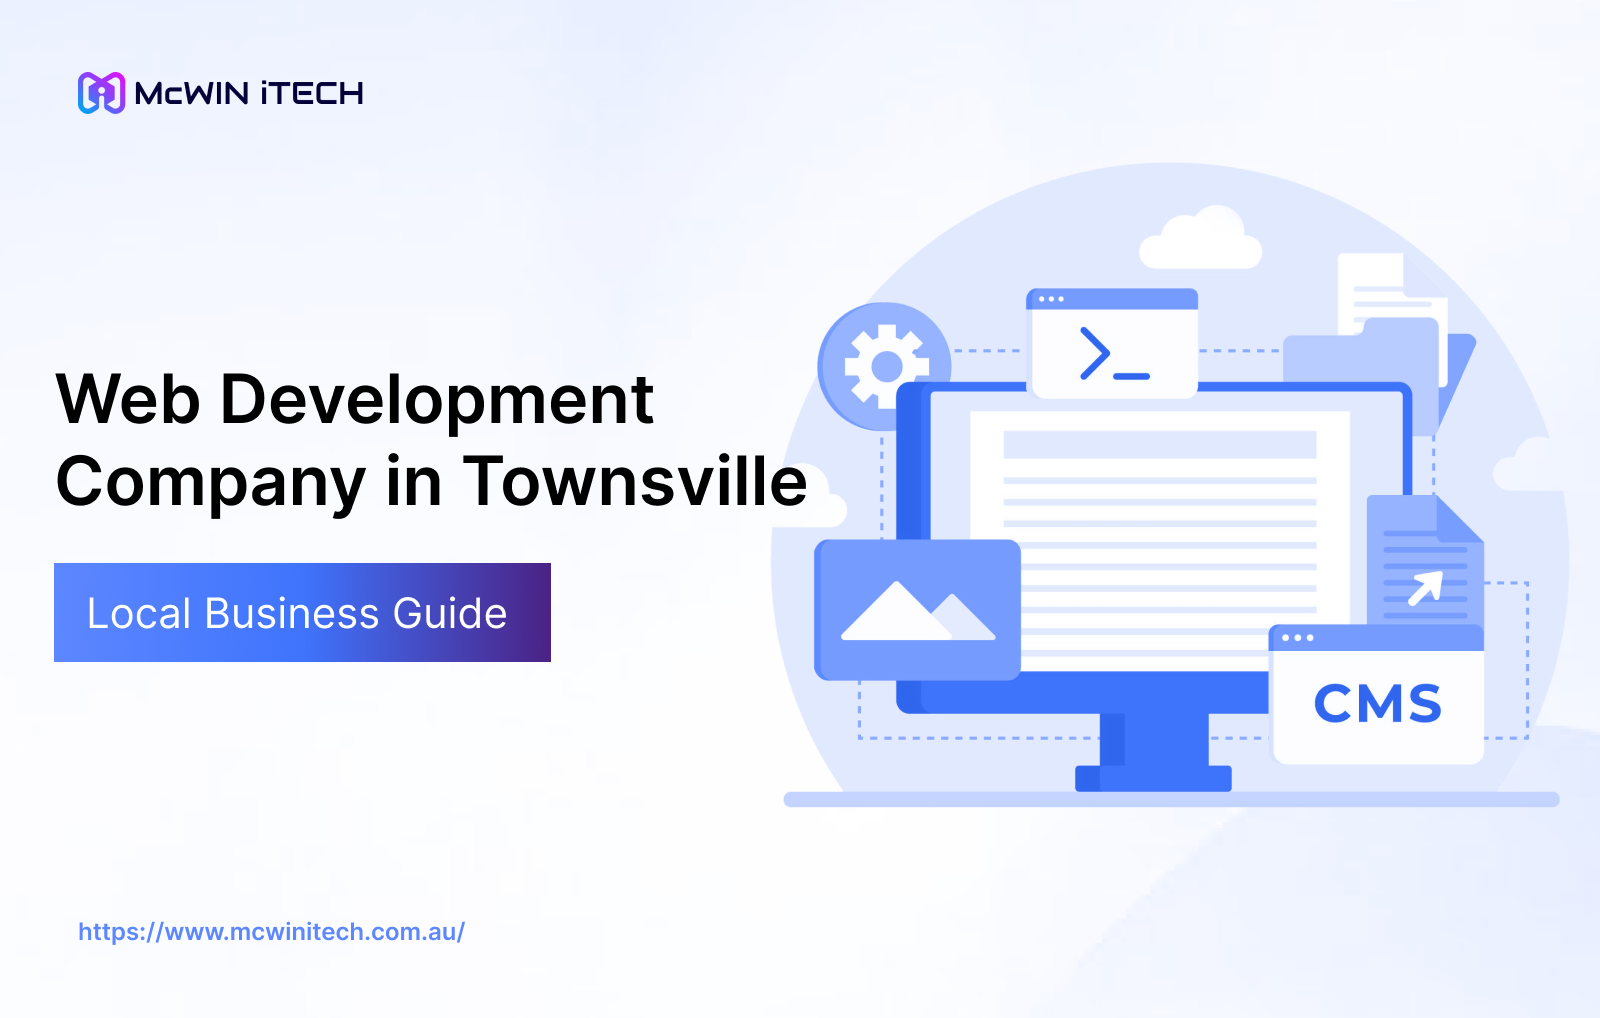 McWIN iTECH
Web Development
Company in Townsville
Local Business Guide
>_
CMS
https://www.mcwinitech.com.au/